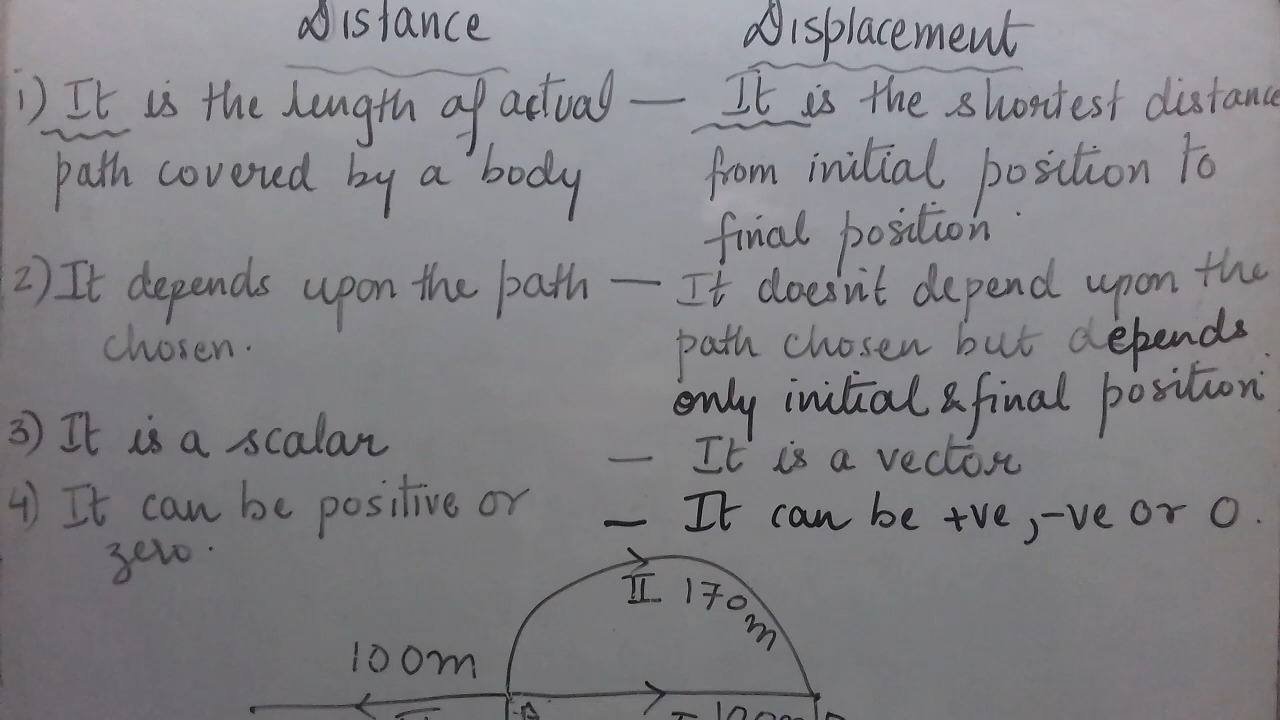 Distance Displacement
1) It is the length of actual — It is the shortest distance
path covered by a body from initial position to
final position.
2) It depends upon the path — It doesn't depend upon the
chosen. path chosen but depends
only initial & final position.
3) It is a scalar — It is a vector
4) It can be positive or — It can be +ve, -ve or 0.
zero.
II 170m
100m
A I 100m